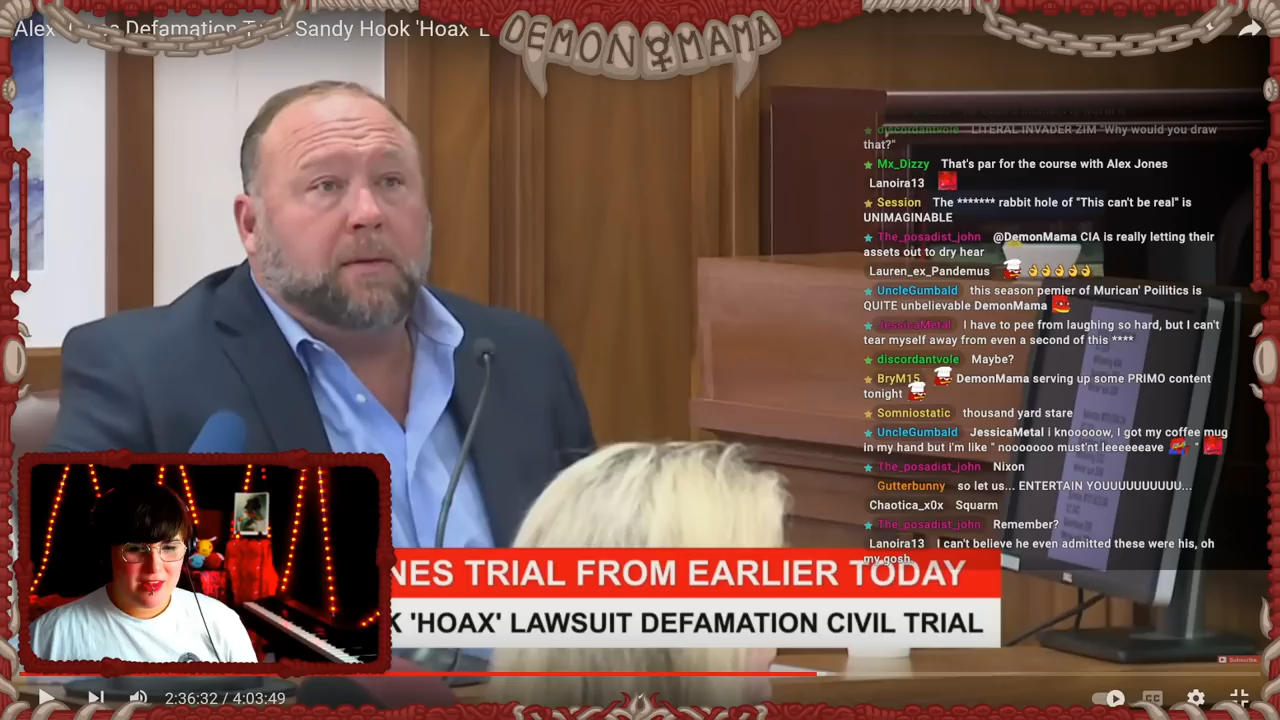 Alex Defamation Sandy Hook 'Hoax'
DEMON MAMA
discordantvole LITERAL INVADER ZIM "Why would you draw
that?"
Mx_Dizzy That's par for the course with Alex Jones
Lanoira13
Session The ******* rabbit hole of "This can't be real" is
UNIMAGINABLE
The_posadist_john @DemonMama CIA is really letting their
assets out to dry hear
Lauren_ex_Pandemus 👌👌👌👌👌
UncleGumbald this season pemier of Murican' Poilitics is
QUITE unbelievable DemonMama
JessicaMetal I have to pee from laughing so hard, but I can't
tear myself away from even a second of this ****
discordantvole Maybe?
BryM15 DemonMama serving up some PRIMO content
tonight
Somniostatic thousand yard stare
UncleGumbald JessicaMetal i knooooow, I got my coffee mug
in my hand but i'm like " nooooooo must'nt leeeeeeave "
The_posadist_john Nixon
Gutterbunny so let us... ENTERTAIN YOUUUUUUUUUU...
Chaotica_x0x Squarm
The_posadist_john Remember?
Lanoira13 I can't believe he even admitted these were his, oh
my gosh
NES TRIAL FROM EARLIER TODAY
K 'HOAX' LAWSUIT DEFAMATION CIVIL TRIAL
Subscribe
2:36:32 / 4:03:49
CC